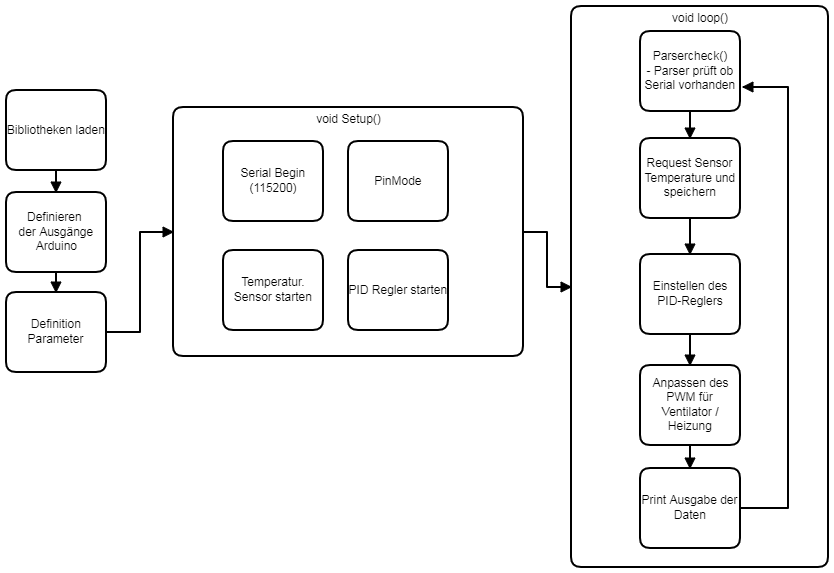 Bibliotheken laden
Definieren
der Ausgänge
Arduino
Definition
Parameter
void Setup()
Serial Begin
(115200)
PinMode
Temperatur.
Sensor starten
PID Regler starten
void loop()
Parsercheck()
- Parser prüft ob
Serial vorhanden
Request Sensor
Temperature und
speichern
Einstellen des
PID-Reglers
Anpassen des
PWM für
Ventilator /
Heizung
Print Ausgabe der
Daten